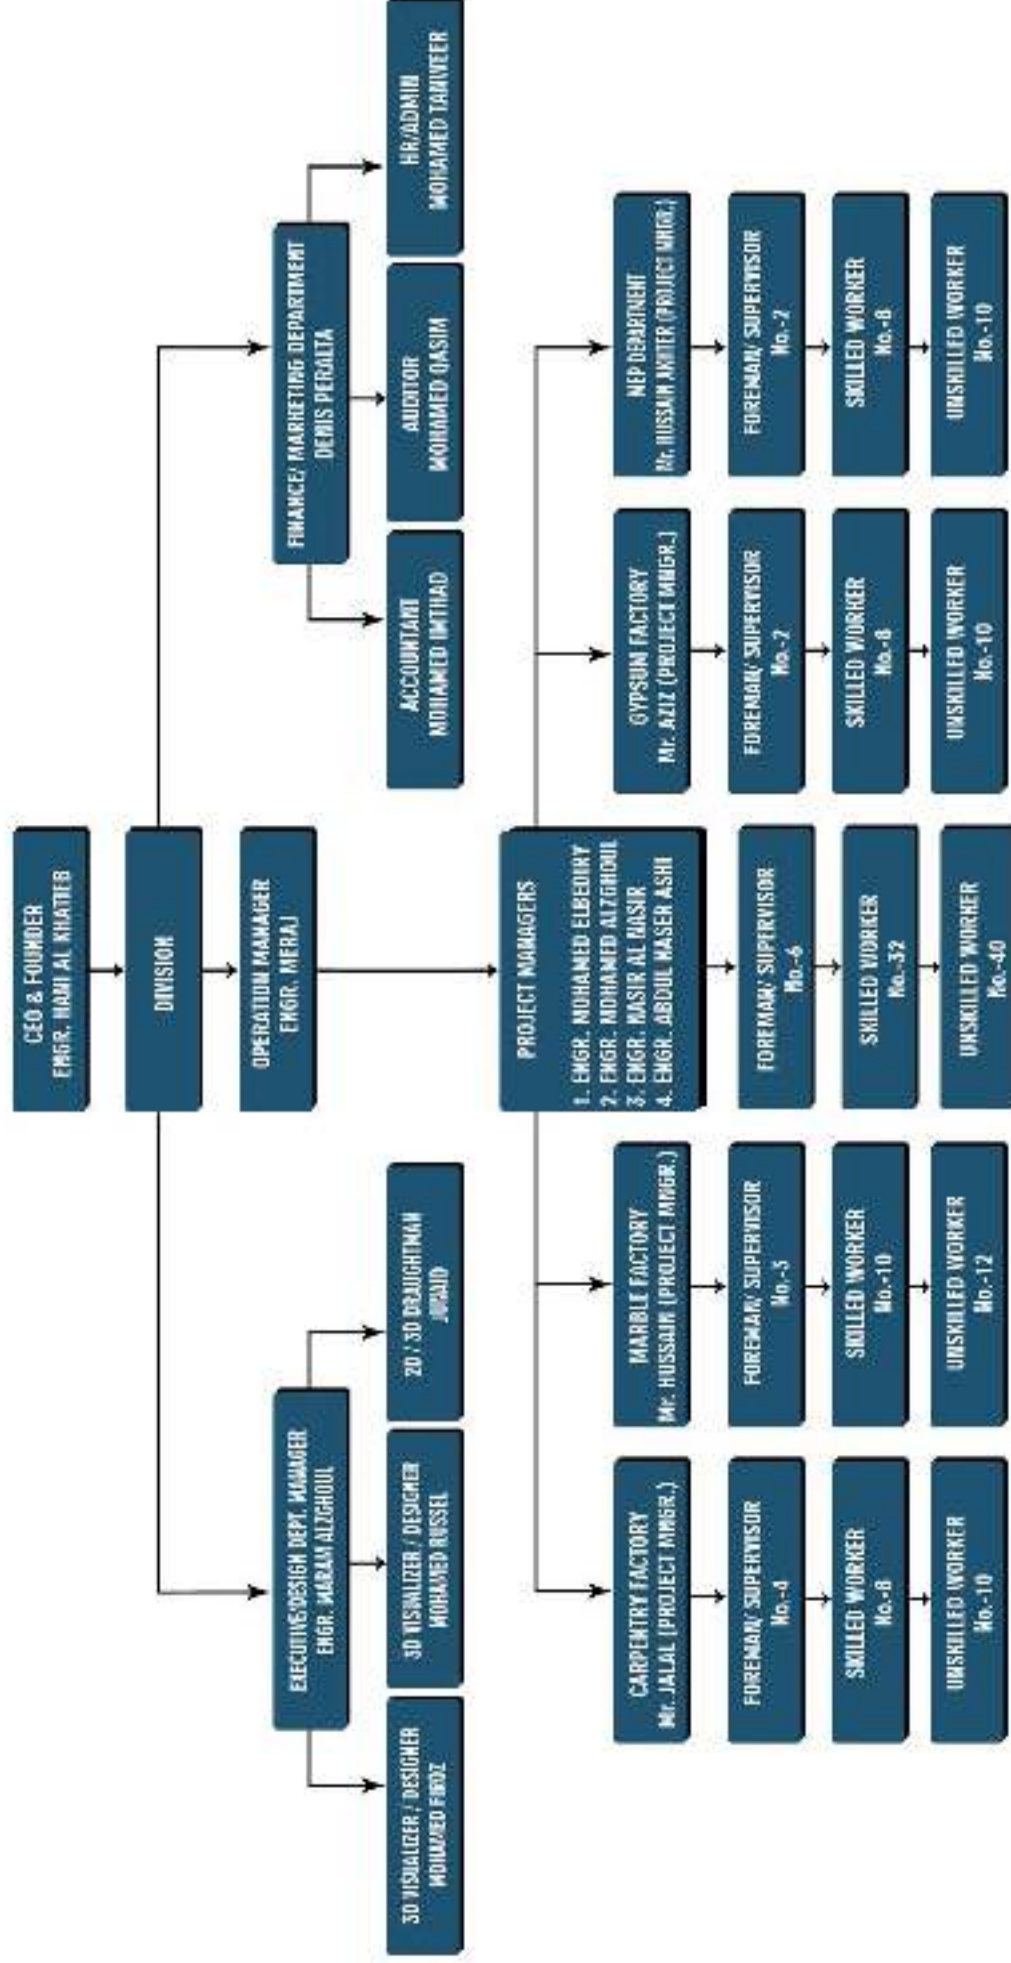 CEO & FOUNDER
ENGR. HANI AL KHATTEB
DIVISION
OPERATION MANAGER
ENGR. MERAJ
EXECUTIVE/DESIGN DEPT. MANAGER
ENGR. MARAM ALZGHOUL
3D VISUALIZER / DESIGNER
MOHAMED FIROZ
3D VISUALIZER / DESIGNER
MOHAMED RUSSEL
2D / 3D DRAUGHTMAN
JUNAID
FINANCE/ MARKETING DEPARTMENT
DENIS PERALTA
ACCOUNTANT
MOHAMED IMTHAD
AUDITOR
MOHAMED QASIM
HR/ADMIN
MOHAMED TANVEER
PROJECT MANAGERS
1. ENGR. MOHAMED ELBEDIRY
2. ENGR. MOHAMED ALZGHOUL
3. ENGR. NASIR AL NASIR
4. ENGR. ABDUL NASER ASHI
CARPENTRY FACTORY
Mr. JALAL (PROJECT MNGR.)
FOREMAN/ SUPERVISOR
No.-4
SKILLED WORKER
No.-8
UNSKILLED WORKER
No.-10
MARBLE FACTORY
Mr. HUSSAIN (PROJECT MNGR.)
FOREMAN/ SUPERVISOR
SKILLED WORKER
No.-10
UNSKILLED WORKER
No.-12
FOREMAN/ SUPERVISOR
No.-6
SKILLED WORKER
No.-32
UNSKILLED WORKER
No.-40
GYPSUM FACTORY
Mr. AZIZ (PROJECT MNGR.)
FOREMAN/ SUPERVISOR
No.-2
SKILLED WORKER
No.-8
UNSKILLED WORKER
No.-10
MEP DEPARTMENT
Mr. HUSSAIN AKHTER (PROJECT MNGR.)
FOREMAN/ SUPERVISOR
No.-2
SKILLED WORKER
No.-8
UNSKILLED WORKER
No.-10